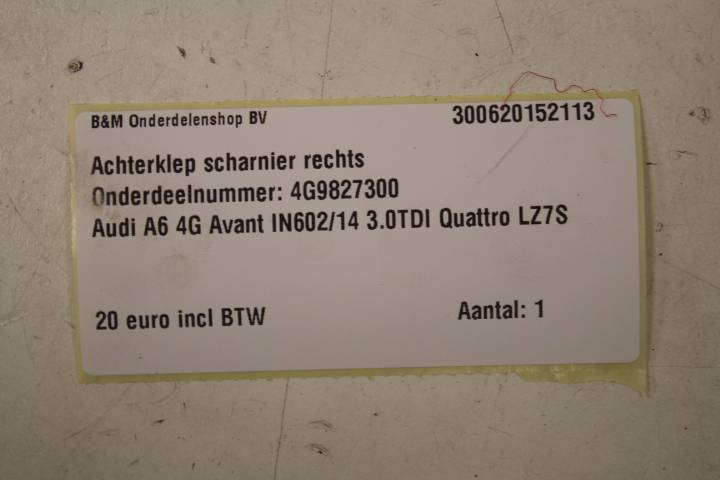 B&M Onderdelenshop BV 300620152113
Achterklep scharnier rechts
Onderdeelnummer: 4G9827300
Audi A6 4G Avant IN602/14 3.0TDI Quattro LZ7S
20 euro incl BTW Aantal: 1